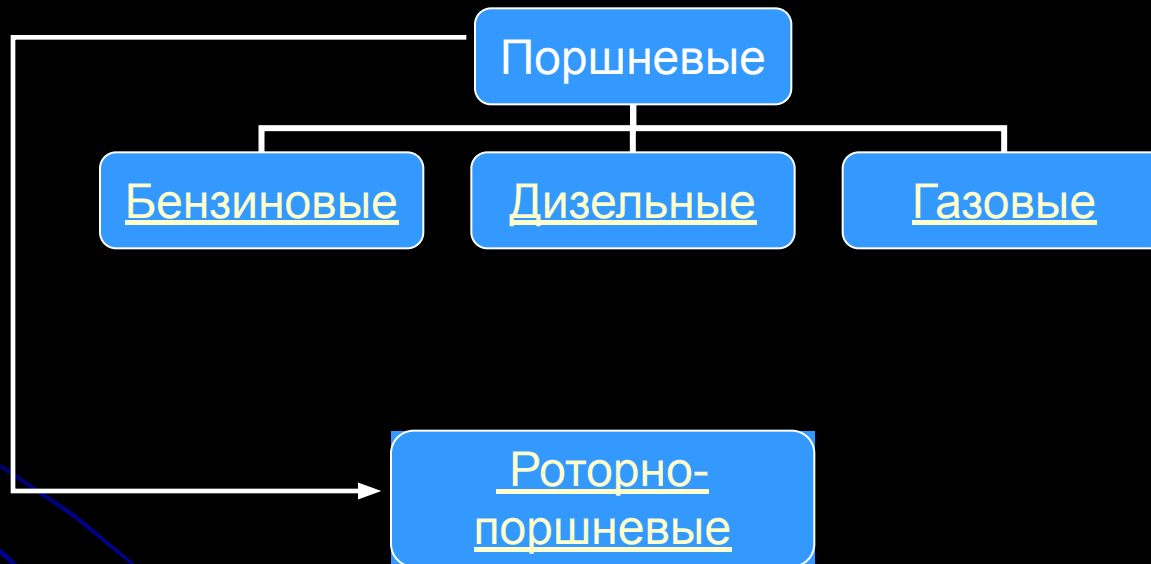 Поршневые
Бензиновые
Дизельные
Газовые
Роторно-
поршневые